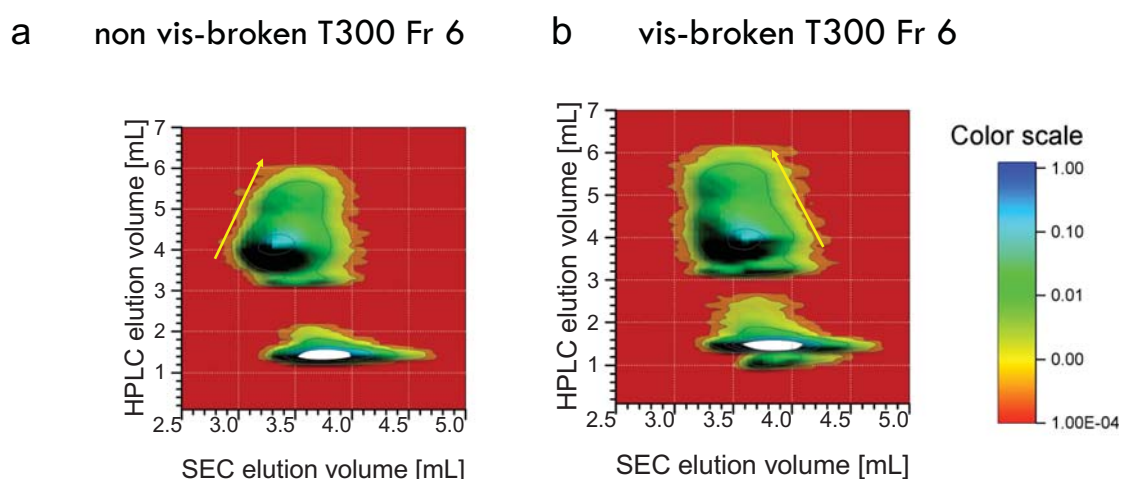 a non vis-broken T300 Fr 6
b vis-broken T300 Fr 6
HPLC elution volume [mL]
7
6
5
4
3
2
1
2.5 3.0 3.5 4.0 4.5 5.0
SEC elution volume [mL]
HPLC elution volume [mL]
7
6
5
4
3
2
1
2.5 3.0 3.5 4.0 4.5 5.0
SEC elution volume [mL]
Color scale
1.00
0.10
0.01
0.00
1.00E-04